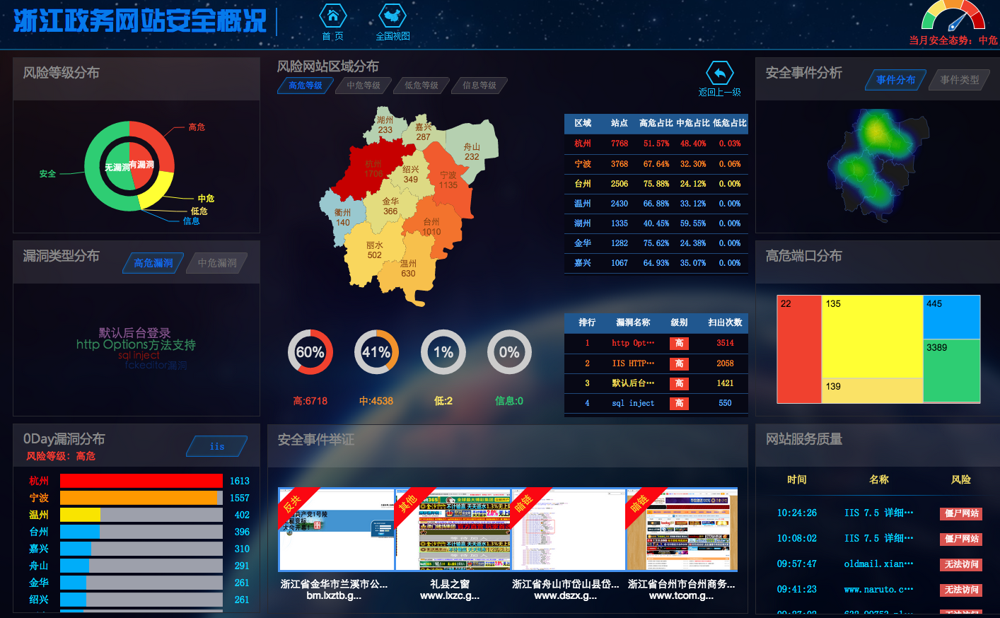 浙江政务网站安全概况
首 页
全国视图
当月安全态势: 中危
风险等级分布
高危
安全
无漏洞
有漏洞
中危
低危
信息
风险网站区域分布
高危等级
中危等级
低危等级
信息等级
返回上一级
湖州
233
嘉兴
287
舟山
232
杭州
1706
绍兴
349
宁波
1135
金华
366
衢州
140
台州
1010
丽水
502
温州
630
区域 站点 高危占比 中危占比 低危占比
杭州 7768 51.57% 48.40% 0.03%
宁波 3768 67.64% 32.30% 0.06%
台州 2506 75.88% 24.12% 0.00%
温州 2430 66.88% 33.12% 0.00%
湖州 1335 40.45% 59.55% 0.00%
金华 1282 75.62% 24.38% 0.00%
嘉兴 1067 64.93% 35.07% 0.00%
安全事件分析
事件分布
事件类型
漏洞类型分布
高危漏洞
中危漏洞
默认后台登录
http Options方法支持
sql inject
fckeditor漏洞
60%
41%
1%
0%
高:6718
中:4538
低:2
信息:0
排行 漏洞名称 级别 扫出次数
1 http Opt… 高 3514
2 IIS HTTP… 高 2058
3 默认后台… 高 1421
4 sql inject 高 550
高危端口分布
22
135
445
3389
139
0Day漏洞分布
风险等级: 高危
iis
杭州 1613
宁波 1557
温州 402
台州 396
嘉兴 310
舟山 291
金华 261
绍兴 261
安全事件举证
反共
其他
暗链
暗链
浙江省金华市兰溪市公...
bm.lxztb.g...
礼县之窗
www.lxzc.g...
浙江省舟山市岱山县岱...
www.dszx.g...
浙江省台州市台州商务...
www.tcom.g...
网站服务质量
时间 名称 风险
10:24:26 IIS 7.5 详细… 僵尸网站
10:08:02 IIS 7.5 详细… 僵尸网站
09:57:47 oldmail.xian… 无法访问
09:41:23 www.naruto.c… 无法访问